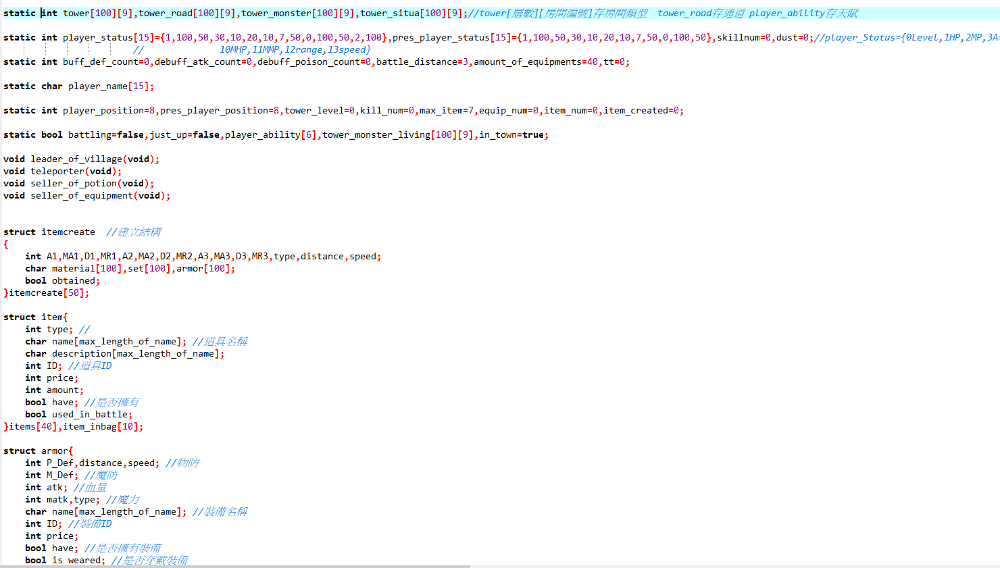 static int tower[100][9],tower_road[100][9],tower_monster[100][9],tower_situa[100][9];//tower[層數][房間編號]存房間類型  tower_road存通道 player_ability存天賦
static int player_status[15]={1,100,50,30,10,20,10,7,50,0,100,50,2,100},pres_player_status[15]={1,100,50,30,10,20,10,7,50,0,100,50},skillnum=0,dust=0;//player_Status={0Level,1HP,2MP,3At
// 10MHP,11MMP,12range,13speed}
static int buff_def_count=0,debuff_atk_count=0,debuff_poison_count=0,battle_distance=3,amount_of_equipments=40,tt=0;
static char player_name[15];
static int player_position=8,pres_player_position=8,tower_level=0,kill_num=0,max_item=7,equip_num=0,item_num=0,item_created=0;
static bool battling=false,just_up=false,player_ability[6],tower_monster_living[100][9],in_town=true;
void leader_of_village(void);
void teleporter(void);
void seller_of_potion(void);
void seller_of_equipment(void);
struct itemcreate  //建立結構
{
    int A1,MA1,D1,MR1,A2,MA2,D2,MR2,A3,MA3,D3,MR3,type,distance,speed;
    char material[100],set[100],armor[100];
    bool obtained;
}itemcreate[50];
struct item{
    int type; //
    char name[max_length_of_name]; //道具名稱
    char description[max_length_of_name];
    int ID; //道具ID
    int price;
    int amount;
    bool have; //是否擁有
    bool used_in_battle;
}items[40],item_inbag[10];
struct armor{
    int P_Def,distance,speed; //物防
    int M_Def; //魔防
    int atk; //血量
    int matk,type; //魔力
    char name[max_length_of_name]; //裝備名稱
    int ID; //裝備ID
    int price;
    bool have; //是否擁有裝備
    bool is_weared; //是否穿戴裝備